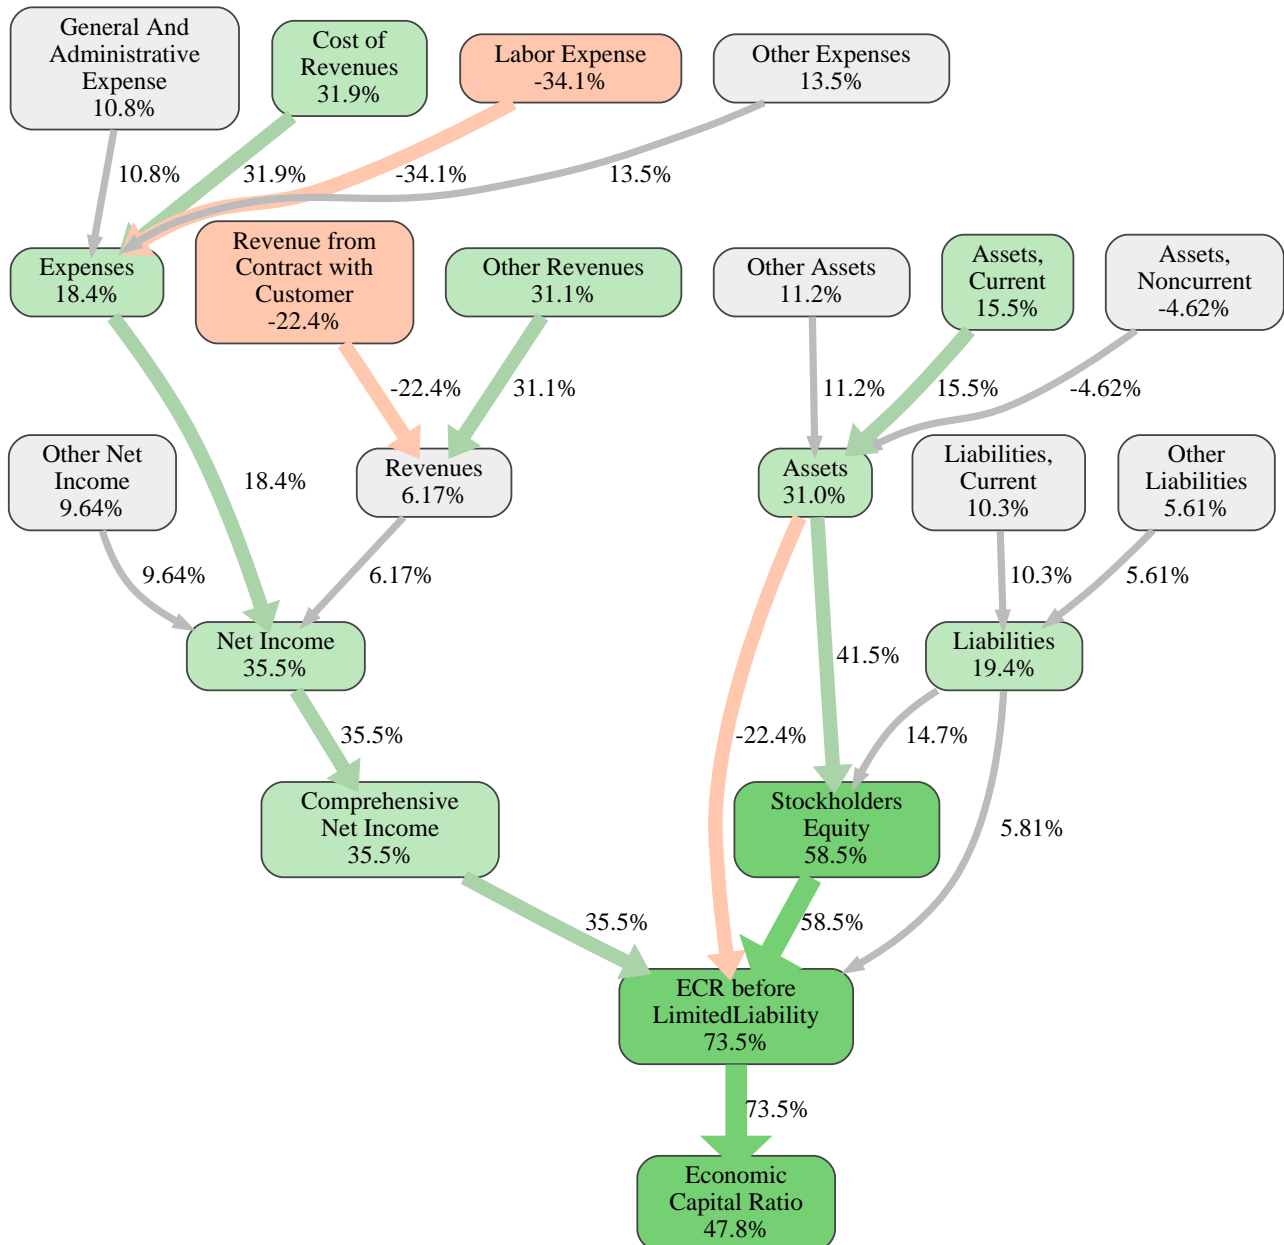 General And
Administrative
Expense
10.8%
Cost of
Revenues
31.9%
Labor Expense
-34.1%
Other Expenses
13.5%
10.8%
31.9%
-34.1%
13.5%
Expenses
18.4%
Revenue from
Contract with
Customer
-22.4%
Other Revenues
31.1%
Other Assets
11.2%
Assets,
Current
15.5%
Assets,
Noncurrent
-4.62%
-22.4%
31.1%
11.2%
15.5%
-4.62%
Other Net
Income
9.64%
18.4%
Revenues
6.17%
Assets
31.0%
Liabilities,
Current
10.3%
Other
Liabilities
5.61%
9.64%
6.17%
10.3%
5.61%
Net Income
35.5%
41.5%
Liabilities
19.4%
35.5%
-22.4%
14.7%
Comprehensive
Net Income
35.5%
Stockholders
Equity
58.5%
5.81%
35.5%
58.5%
ECR before
LimitedLiability
73.5%
73.5%
Economic
Capital Ratio
47.8%